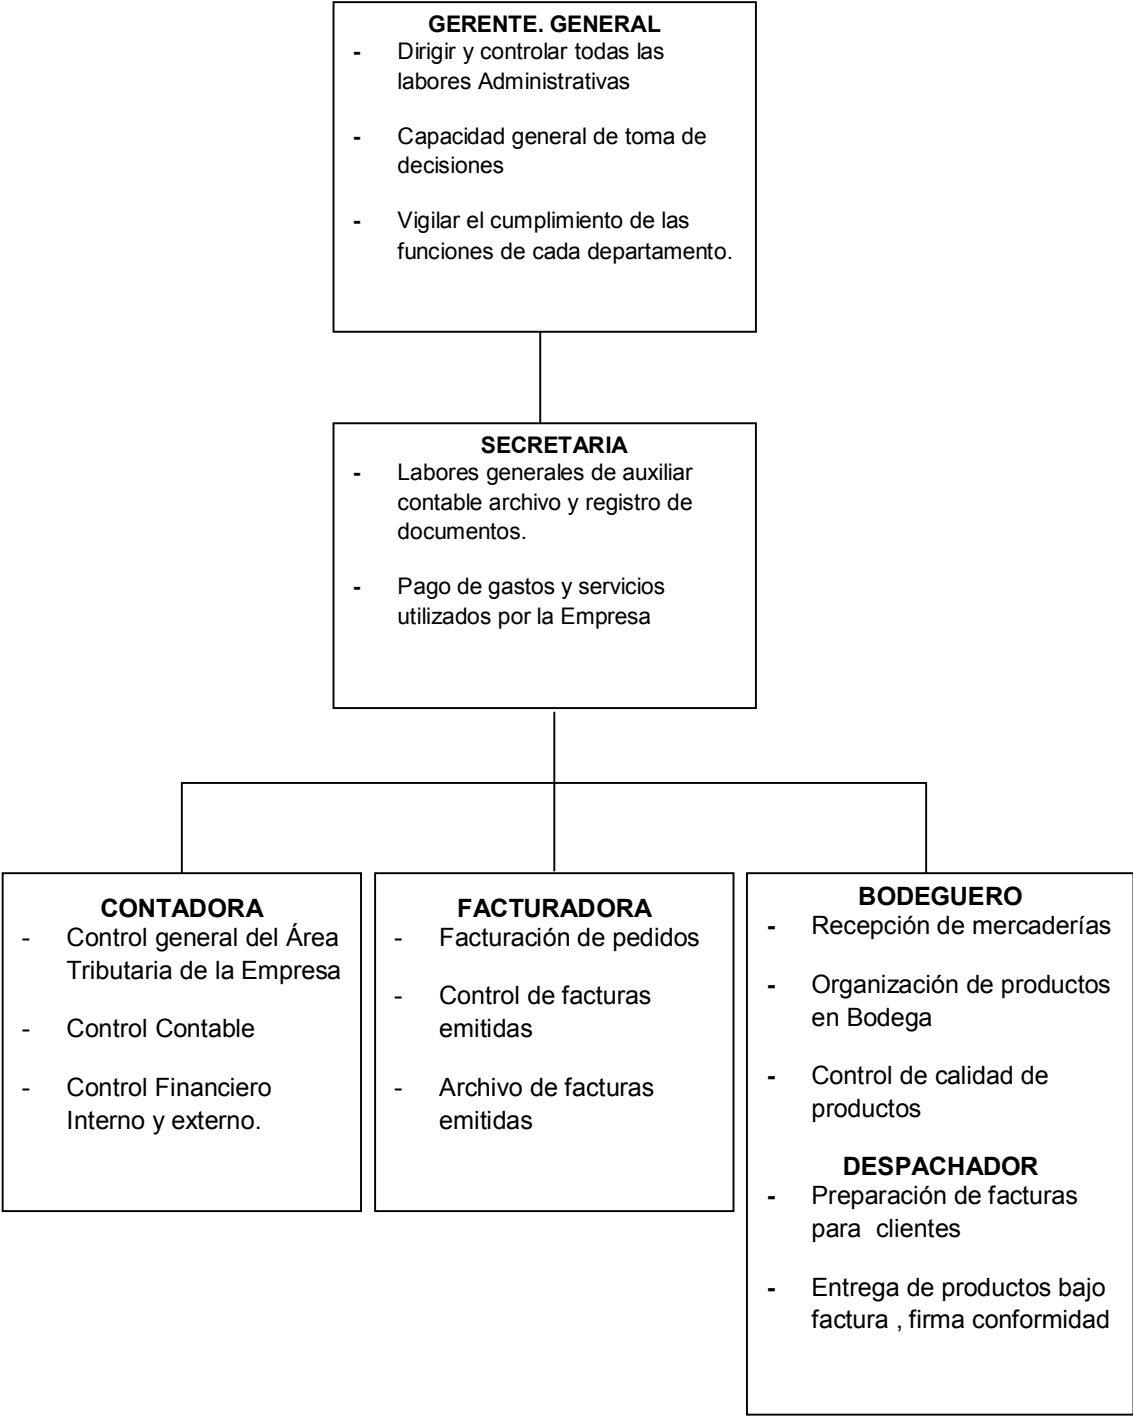 GERENTE. GENERAL
- Dirigir y controlar todas las
labores Administrativas
- Capacidad general de toma de
decisiones
- Vigilar el cumplimiento de las
funciones de cada departamento.
SECRETARIA
- Labores generales de auxiliar
contable archivo y registro de
documentos.
- Pago de gastos y servicios
utilizados por la Empresa
CONTADORA
- Control general del Área
Tributaria de la Empresa
- Control Contable
- Control Financiero
Interno y externo.
FACTURADORA
- Facturación de pedidos
- Control de facturas
emitidas
- Archivo de facturas
emitidas
BODEGUERO
- Recepción de mercaderías
- Organización de productos
en Bodega
- Control de calidad de
productos
DESPACHADOR
- Preparación de facturas
para  clientes
- Entrega de productos bajo
factura , firma conformidad